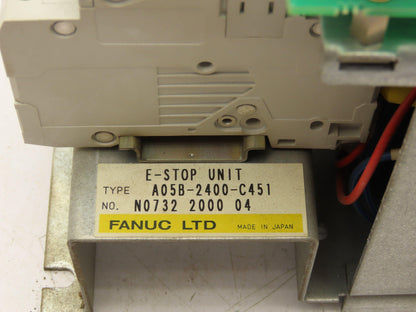 E-STOP UNIT
TYPE A05B-2400-C451
NO. N0732 2000 04
FANUC LTD MADE IN JAPAN